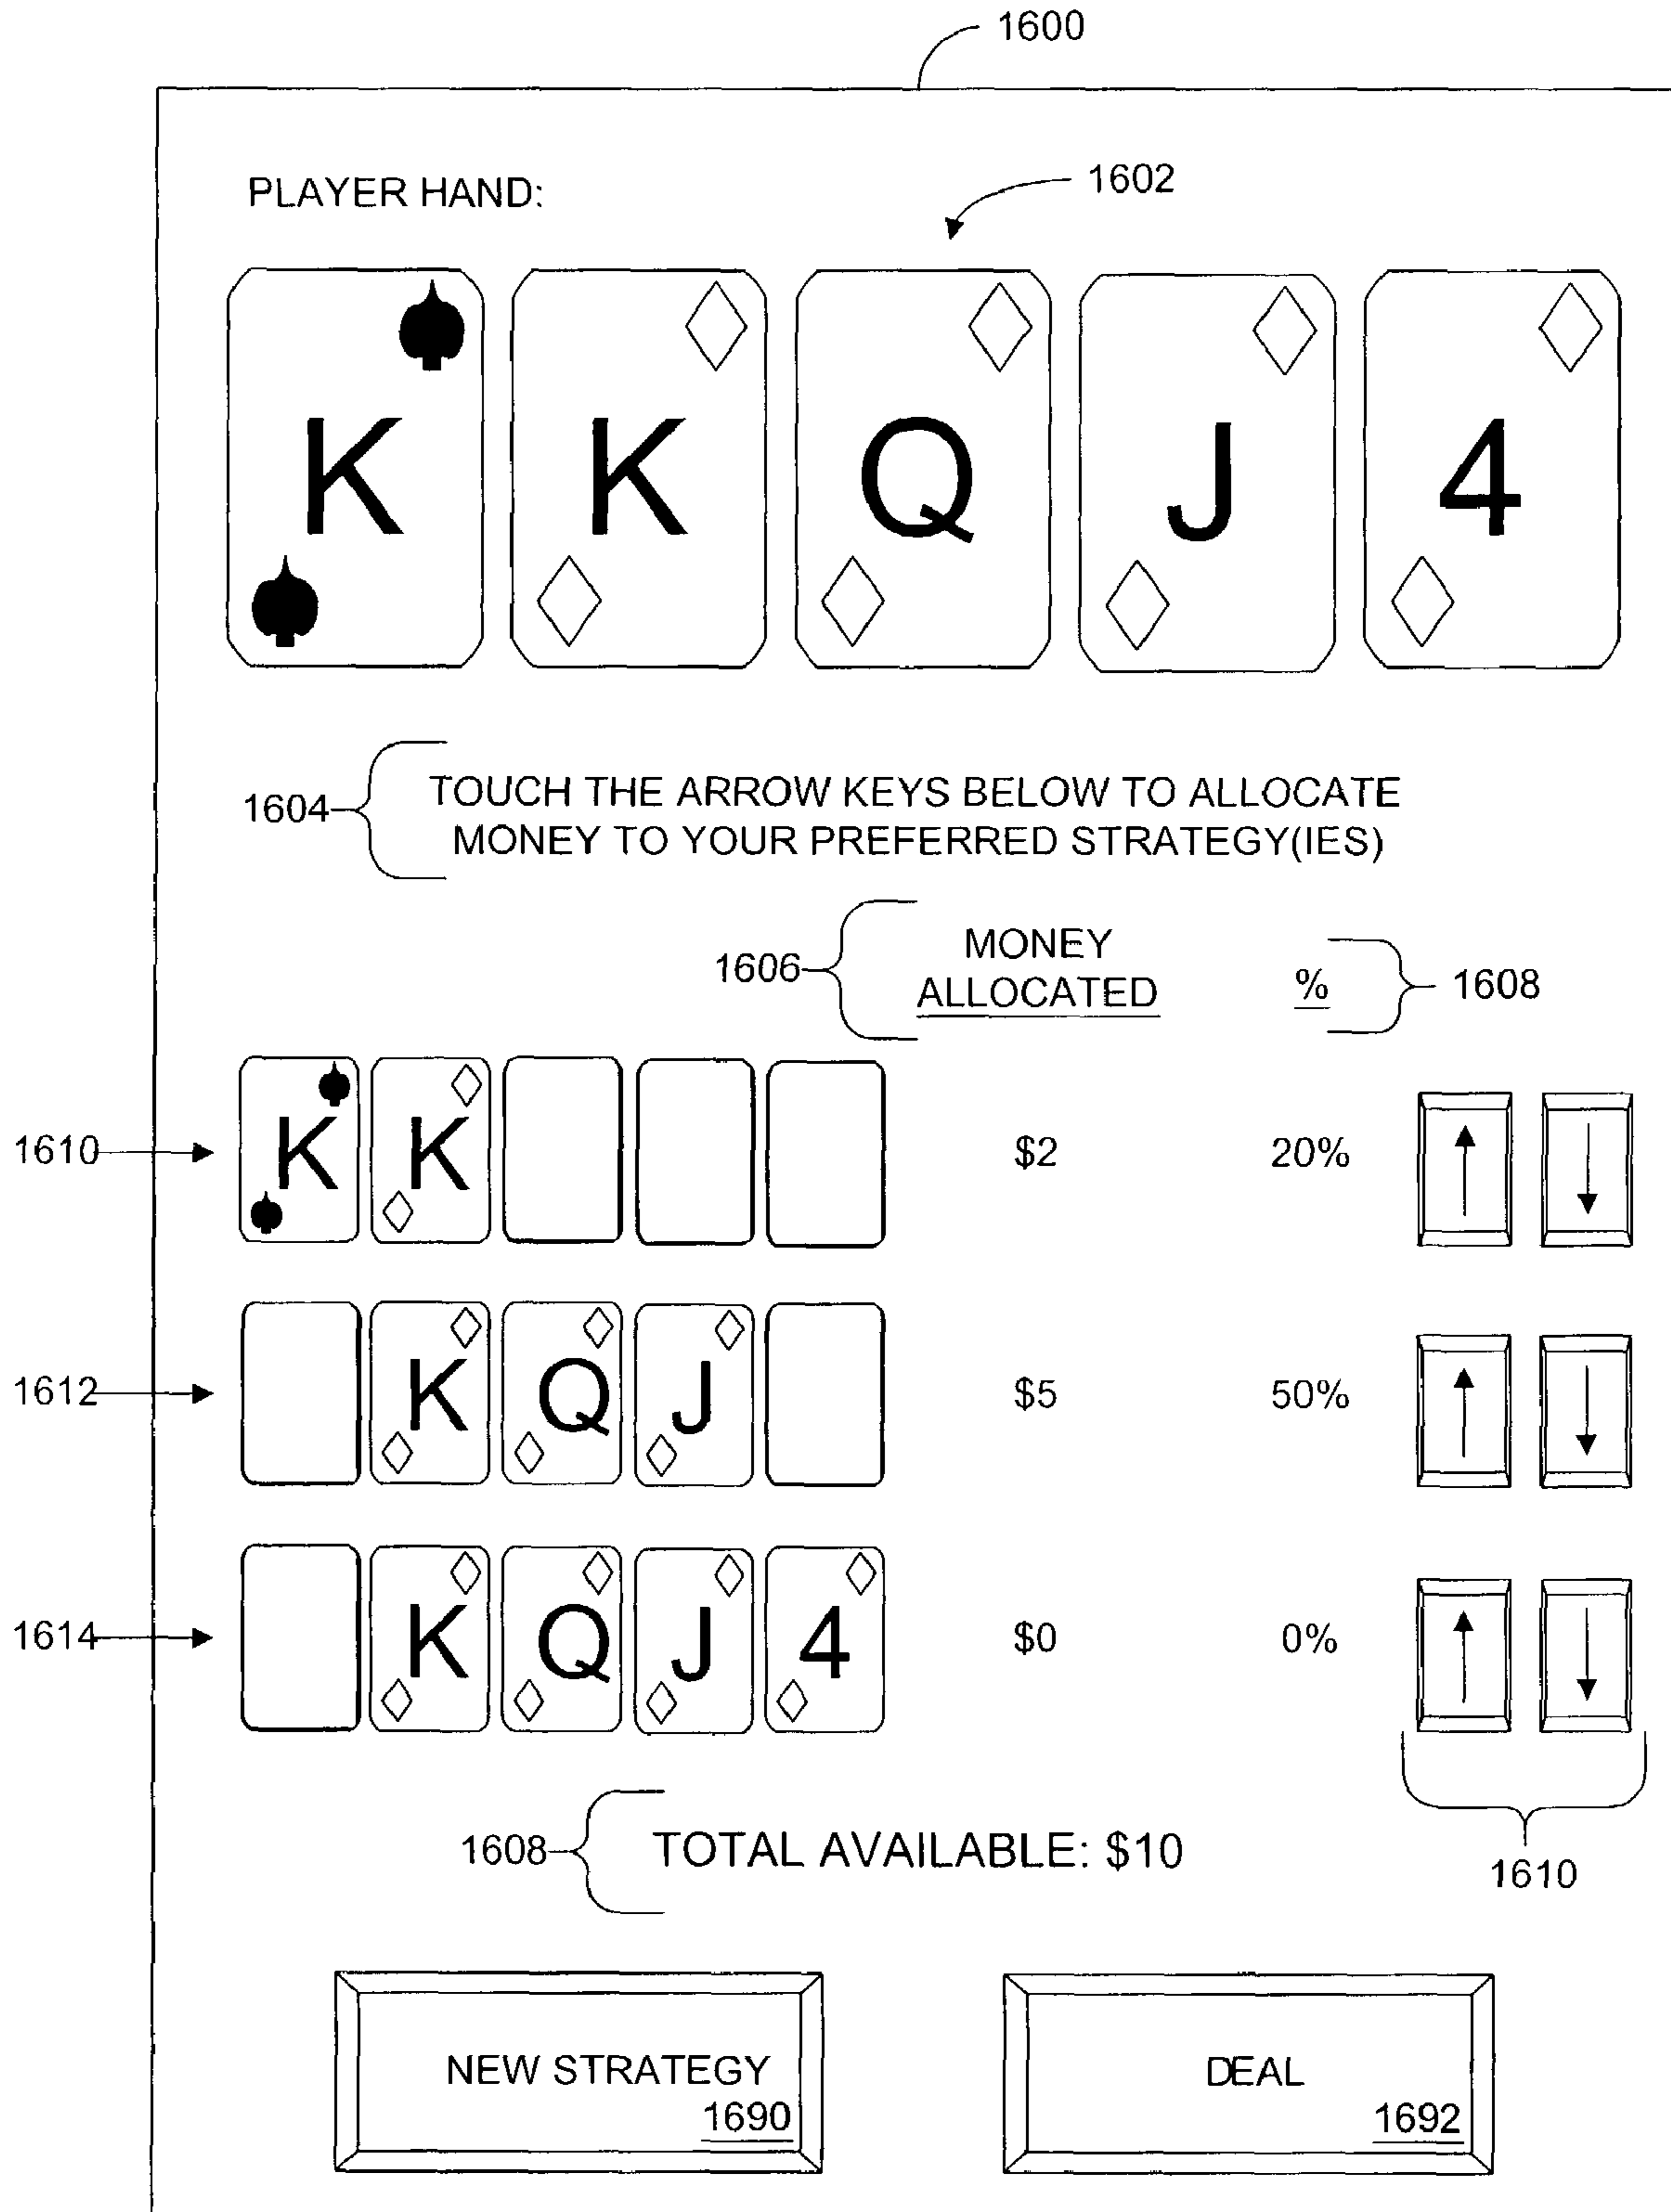 1600
PLAYER HAND:
1602
K K Q J 4
1604
TOUCH THE ARROW KEYS BELOW TO ALLOCATE
MONEY TO YOUR PREFERRED STRATEGY(IES)
1606
MONEY
ALLOCATED
%
1608
1610
K K
$2
20%
1612
K Q J
$5
50%
1614
K Q J 4
$0
0%
1608
TOTAL AVAILABLE: $10
1610
NEW STRATEGY
1690
DEAL
1692